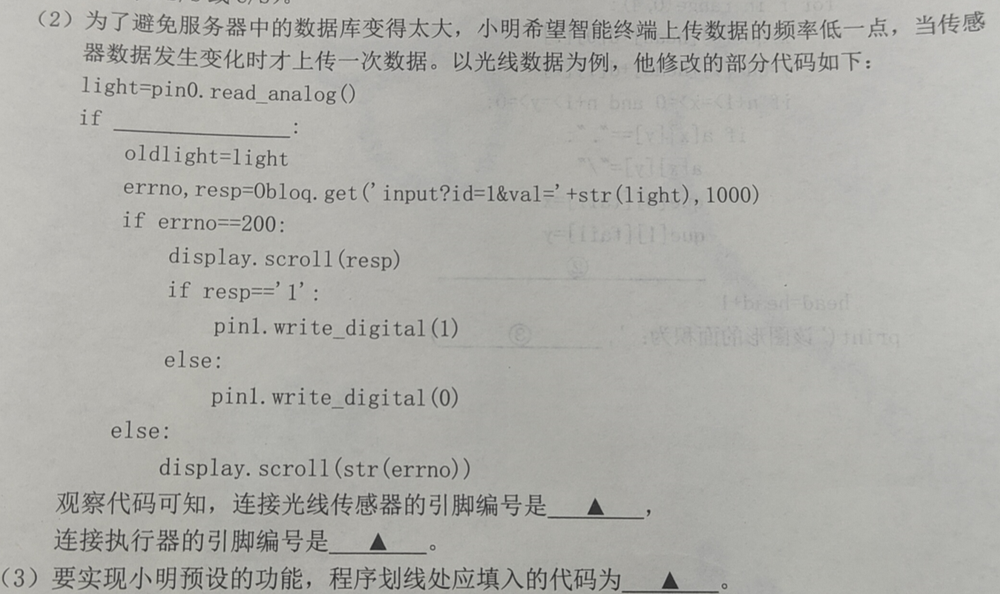 （2）为了避免服务器中的数据库变得太大，小明希望智能终端上传数据的频率低一点，当传感
器数据发生变化时才上传一次数据。以光线数据为例，他修改的部分代码如下：
light=pin0.read_analog()
if ______________:
oldlight=light
errno,resp=Obloq.get('input?id=1&val='+str(light),1000)
if errno==200:
display.scroll(resp)
if resp=='1':
pin1.write_digital(1)
else:
pin1.write_digital(0)
else:
display.scroll(str(errno))
观察代码可知，连接光线传感器的引脚编号是___▲___，
连接执行器的引脚编号是___▲___。
（3）要实现小明预设的功能，程序划线处应填入的代码为___▲___。